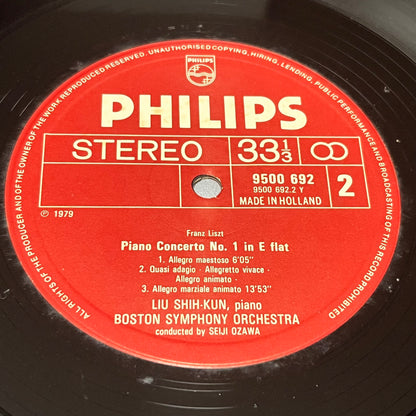 ALL RIGHTS OF THE MANUFACTURER AND OF THE OWNER OF THE WORK REPRODUCED RESERVED. UNAUTHORISED COPYING, HIRING, LENDING, PUBLIC PERFORMANCE AND BROADCASTING OF THIS RECORD PROHIBITED
PHILIPS
PHILIPS
STEREO 33⅓
9500 692
9500 692.2 Y
MADE IN HOLLAND
2
℗ 1979
Franz Liszt
Piano Concerto No. 1 in E flat
1. Allegro maestoso 6'05"
2. Quasi adagio - Allegretto vivace -
Allegro animato -
3. Allegro marziale animato 13'53"
LIU SHIH-KUN, piano
BOSTON SYMPHONY ORCHESTRA
conducted by SEIJI OZAWA